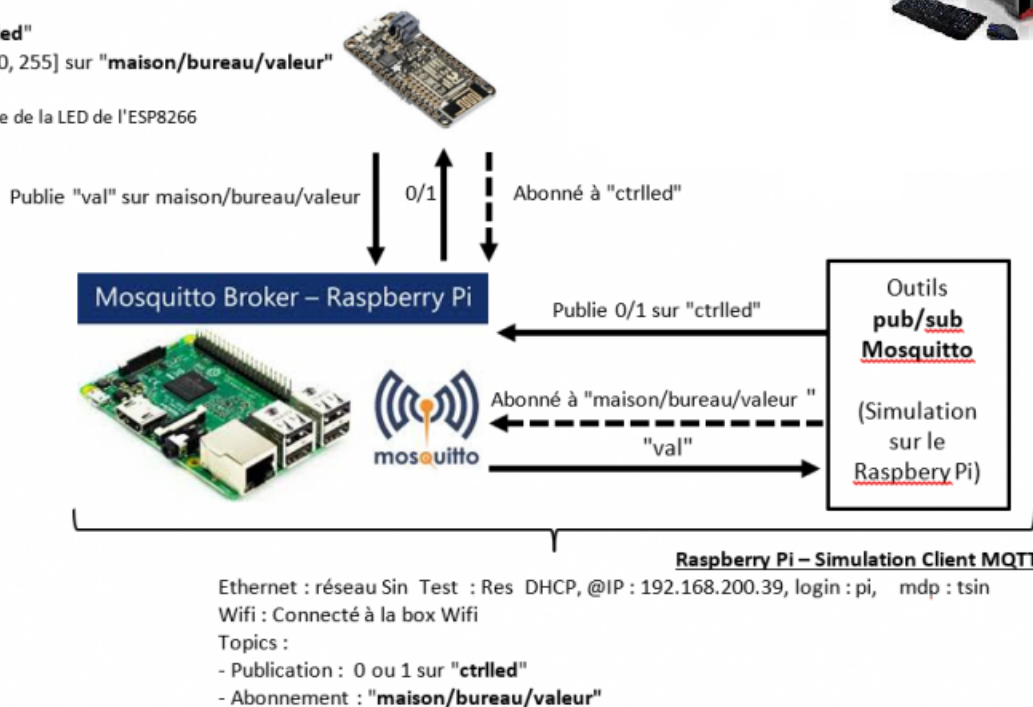 ed"
0, 255] sur "maison/bureau/valeur"
e de la LED de l'ESP8266
Publie "val" sur maison/bureau/valeur
0/1
Abonné à "ctrlled"
Mosquitto Broker – Raspberry Pi
Publie 0/1 sur "ctrlled"
Abonné à "maison/bureau/valeur "
"val"
mosquitto
Outils
pub/sub
Mosquitto
(Simulation
sur le
Raspbery Pi)
Raspberry Pi – Simulation Client MQTT
Ethernet : réseau Sin Test : Res DHCP, @IP : 192.168.200.39, login : pi, mdp : tsin
Wifi : Connecté à la box Wifi
Topics :
- Publication : 0 ou 1 sur "ctrlled"
- Abonnement : "maison/bureau/valeur"